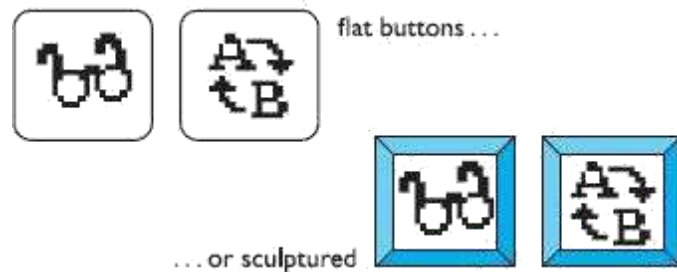 flat buttons . . .
A
B
A
B
. . . or sculptured